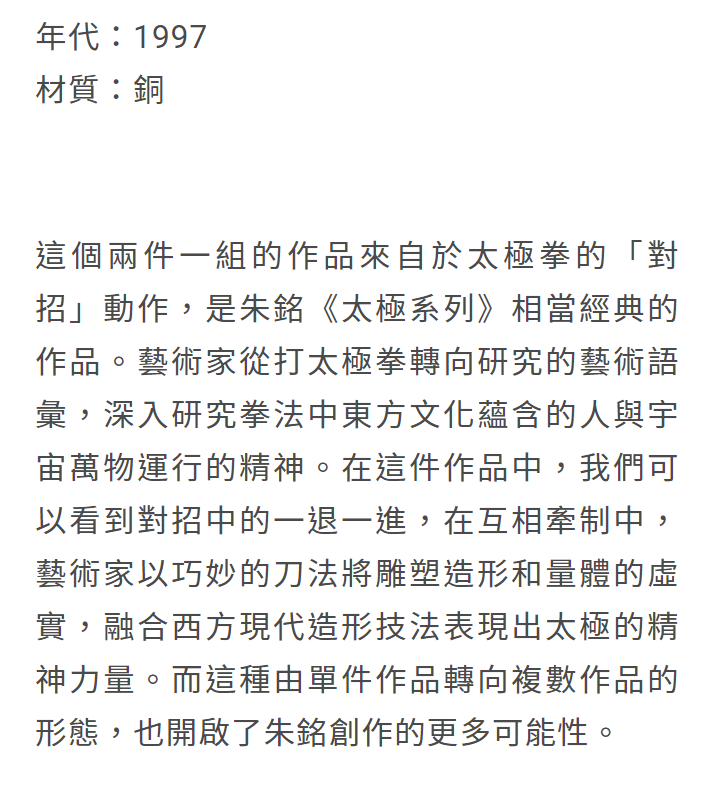 年代：1997
材質：銅
這個兩件一組的作品來自於太極拳的「對
招」動作，是朱銘《太極系列》相當經典的
作品。藝術家從打太極拳轉向研究的藝術語
彙，深入研究拳法中東方文化蘊含的人與宇
宙萬物運行的精神。在這件作品中，我們可
以看到對招中的一退一進，在互相牽制中，
藝術家以巧妙的刀法將雕塑造形和量體的虛
實，融合西方現代造形技法表現出太極的精
神力量。而這種由單件作品轉向複數作品的
形態，也開啟了朱銘創作的更多可能性。